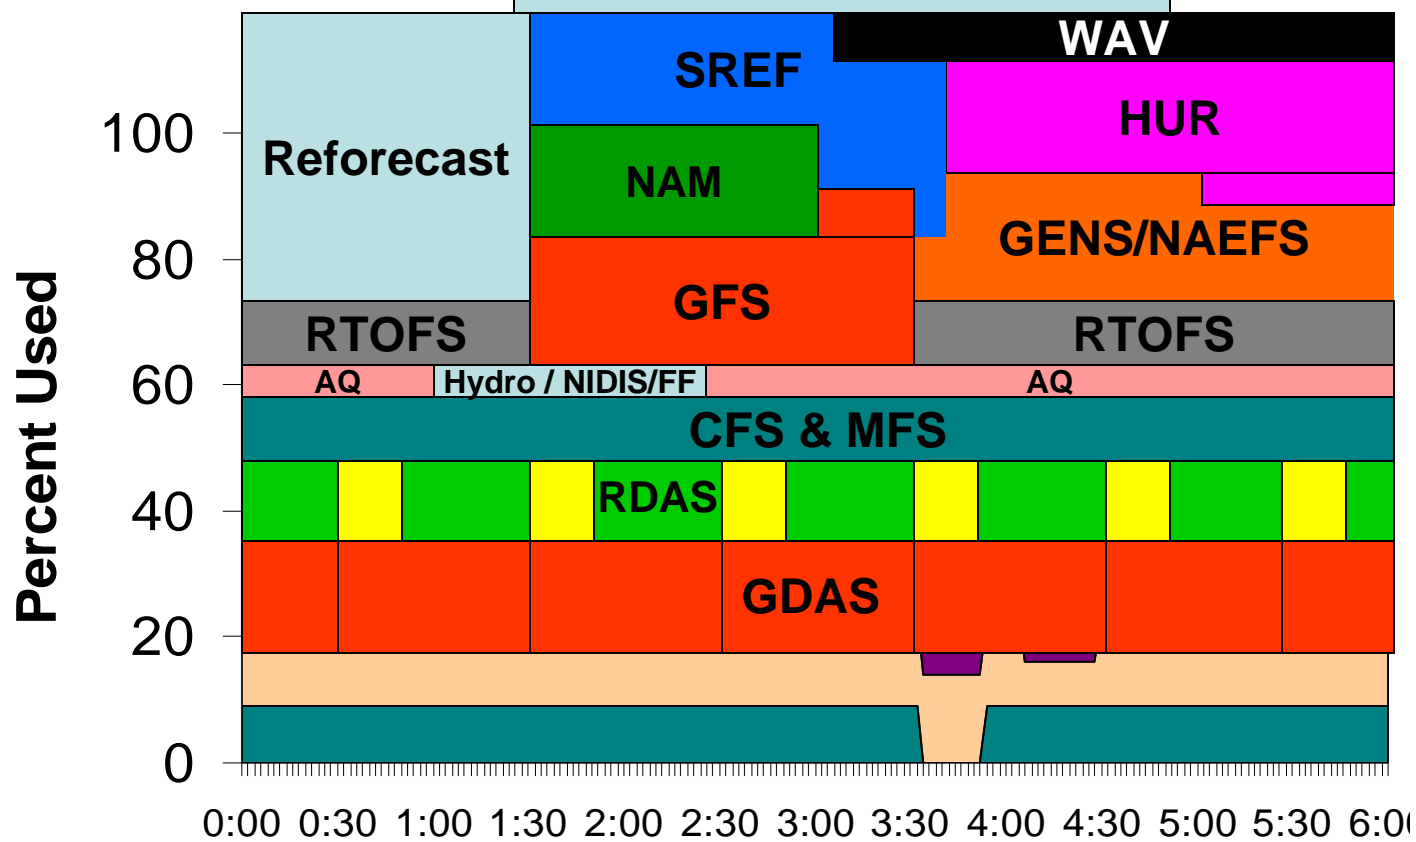 WAV
SREF
HUR
100
Reforecast
NAM
GENS/NAEFS
80
GFS
RTOFS
RTOFS
60
AQ
Hydro / NIDIS/FF
AQ
CFS & MFS
Percent Used
40
RDAS
GDAS
20
0
0:00 0:30 1:00 1:30 2:00 2:30 3:00 3:30 4:00 4:30 5:00 5:30 6:00